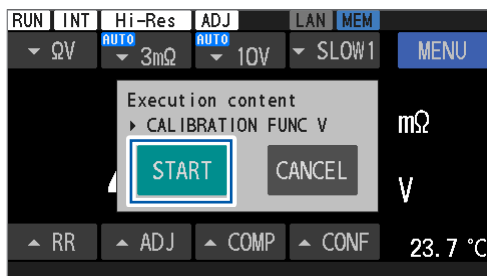 RUN INT Hi-Res ADJ LAN MEM
▼ ΩV AUTO ▼ 3mΩ AUTO ▼ 10V ▼ SLOW1 MENU
Execution content
▶ CALIBRATION FUNC V
mΩ
START CANCEL
V
▲ RR ▲ ADJ ▲ COMP ▲ CONF 23.7 °C